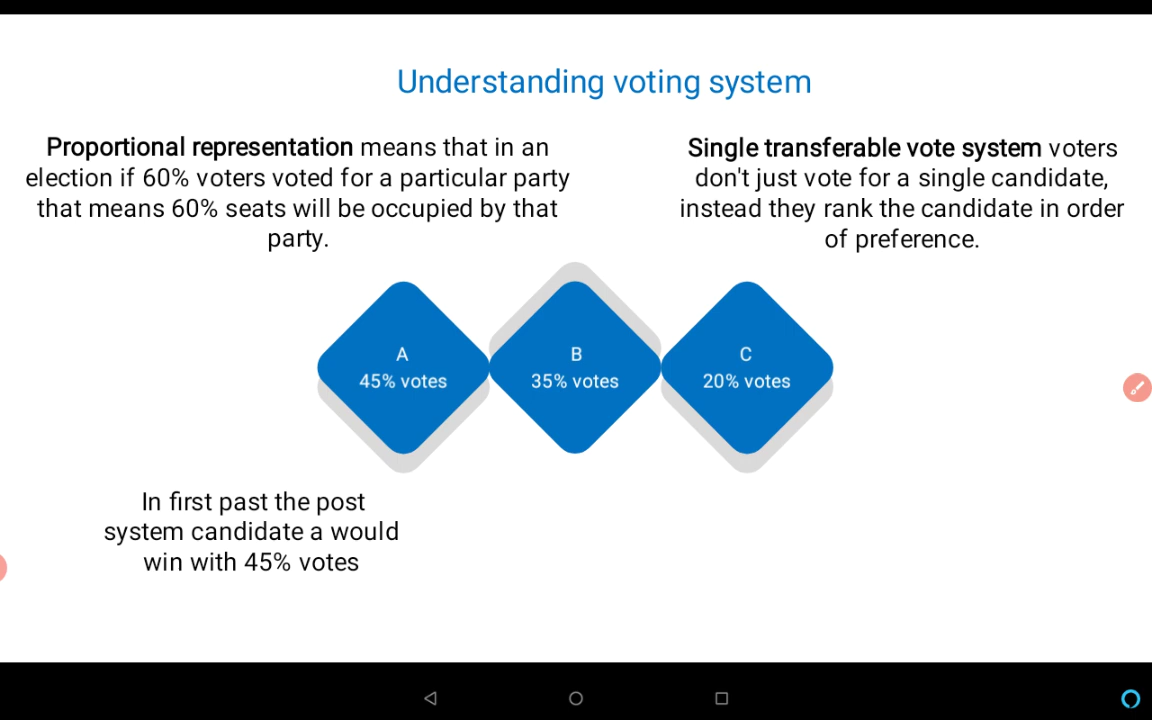 Understanding voting system
Proportional representation means that in an
election if 60% voters voted for a particular party
that means 60% seats will be occupied by that
party.
Single transferable vote system voters
don't just vote for a single candidate,
instead they rank the candidate in order
of preference.
A
45% votes
B
35% votes
C
20% votes
In first past the post
system candidate a would
win with 45% votes